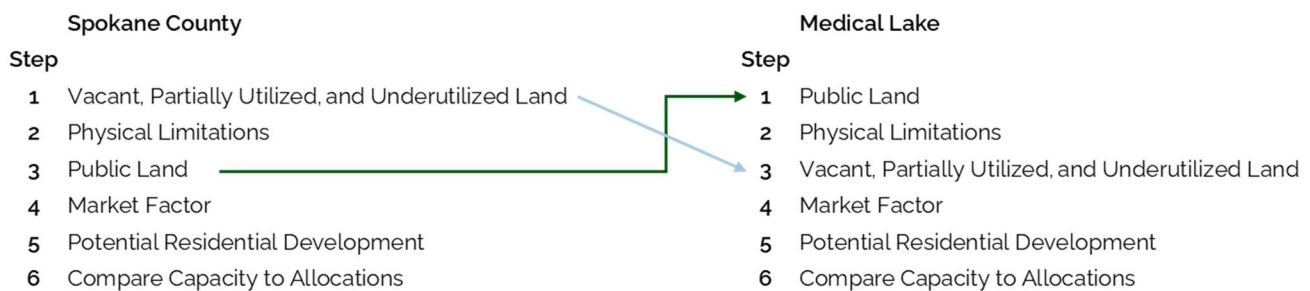 Spokane County
Step
1 Vacant, Partially Utilized, and Underutilized Land
2 Physical Limitations
3 Public Land
4 Market Factor
5 Potential Residential Development
6 Compare Capacity to Allocations
Medical Lake
Step
1 Public Land
2 Physical Limitations
3 Vacant, Partially Utilized, and Underutilized Land
4 Market Factor
5 Potential Residential Development
6 Compare Capacity to Allocations